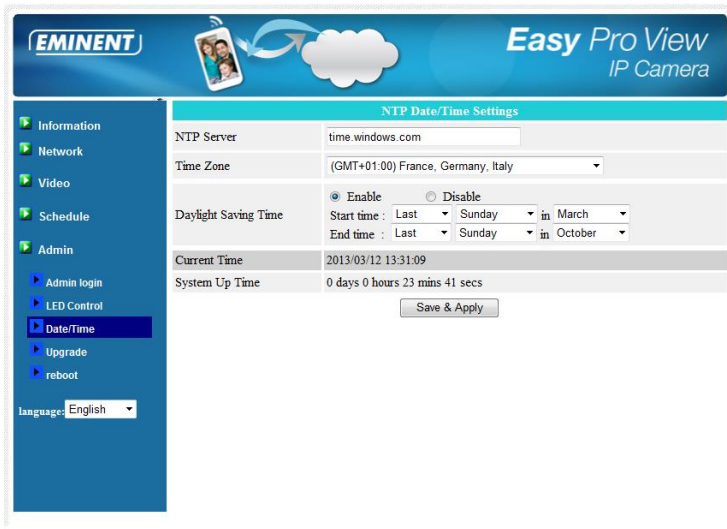 EMINENT
Easy Pro View
IP Camera
Information
Network
Video
Schedule
Admin
Admin login
LED Control
Date/Time
Upgrade
reboot
language: English
NTP Date/Time Settings
NTP Server time.windows.com
Time Zone (GMT+01:00) France, Germany, Italy
Daylight Saving Time
Enable Disable
Start time : Last Sunday in March
End time : Last Sunday in October
Current Time 2013/03/12 13:31:09
System Up Time 0 days 0 hours 23 mins 41 secs
Save & Apply